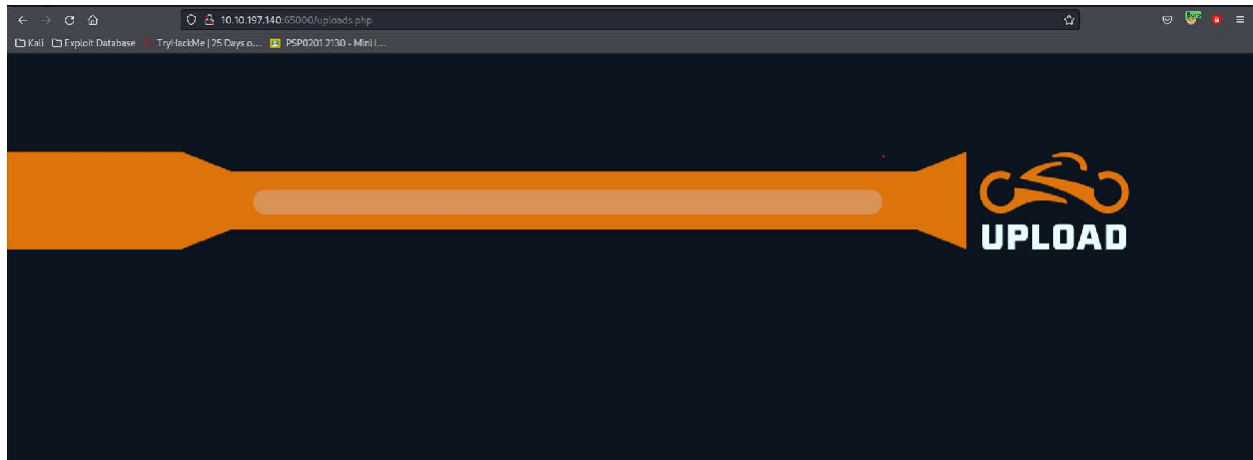 10.10.197.140:65000/uploads.php
Kali Exploit Database TryHackMe | 25 Days o... PSP0201 2130 - Mini I...
UPLOAD